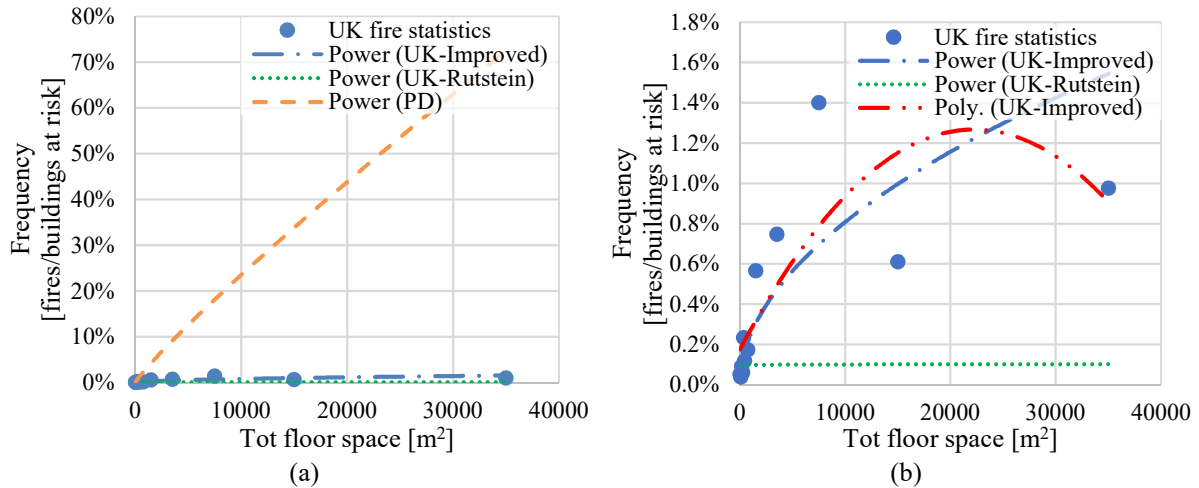 80%
70%
60%
50%
40%
30%
20%
10%
0%
Frequency
[fires/buildings at risk]
UK fire statistics
Power (UK-Improved)
Power (UK-Rutstein)
Power (PD)
0 10000 20000 30000 40000
Tot floor space [m²]
(a)
1.8%
1.6%
1.4%
1.2%
1.0%
0.8%
0.6%
0.4%
0.2%
0.0%
Frequency
[fires/buildings at risk]
UK fire statistics
Power (UK-Improved)
Power (UK-Rutstein)
Poly. (UK-Improved)
0 10000 20000 30000 40000
Tot floor space [m²]
(b)